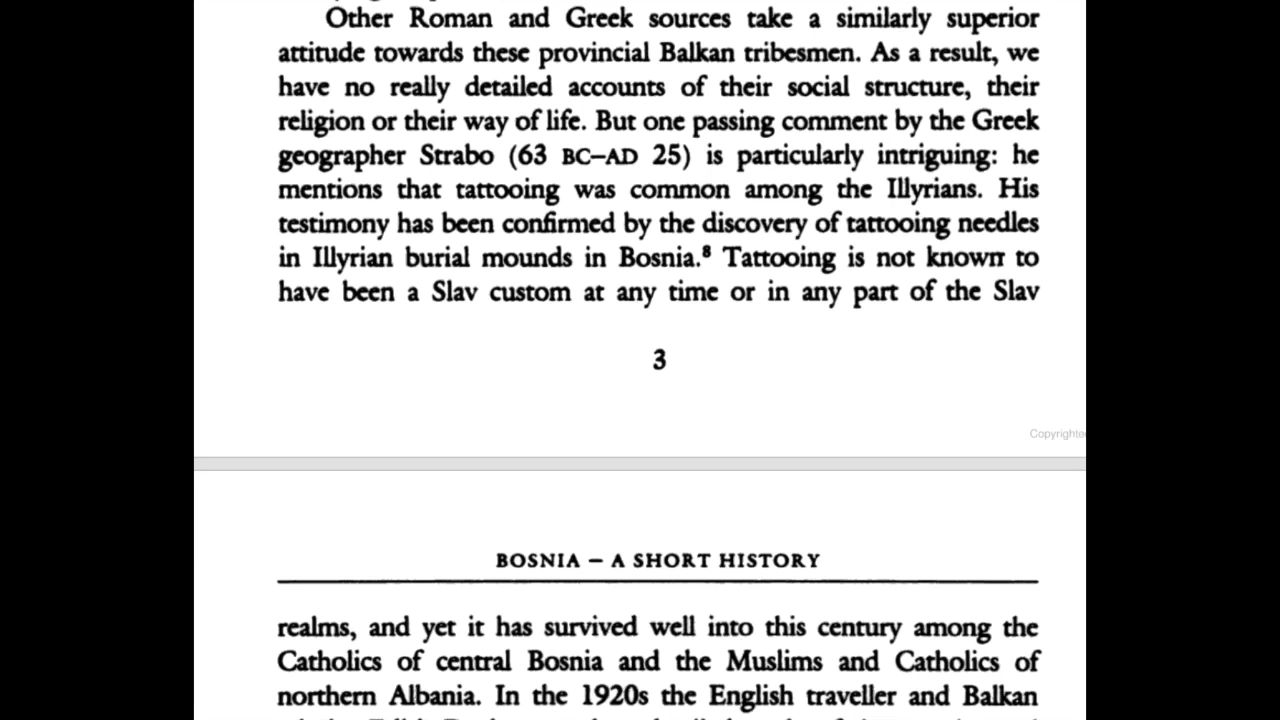 Other Roman and Greek sources take a similarly superior
attitude towards these provincial Balkan tribesmen. As a result, we
have no really detailed accounts of their social structure, their
religion or their way of life. But one passing comment by the Greek
geographer Strabo (63 BC–AD 25) is particularly intriguing: he
mentions that tattooing was common among the Illyrians. His
testimony has been confirmed by the discovery of tattooing needles
in Illyrian burial mounds in Bosnia.⁸ Tattooing is not known to
have been a Slav custom at any time or in any part of the Slav
3
BOSNIA – A SHORT HISTORY
realms, and yet it has survived well into this century among the
Catholics of central Bosnia and the Muslims and Catholics of
northern Albania. In the 1920s the English traveller and Balkan